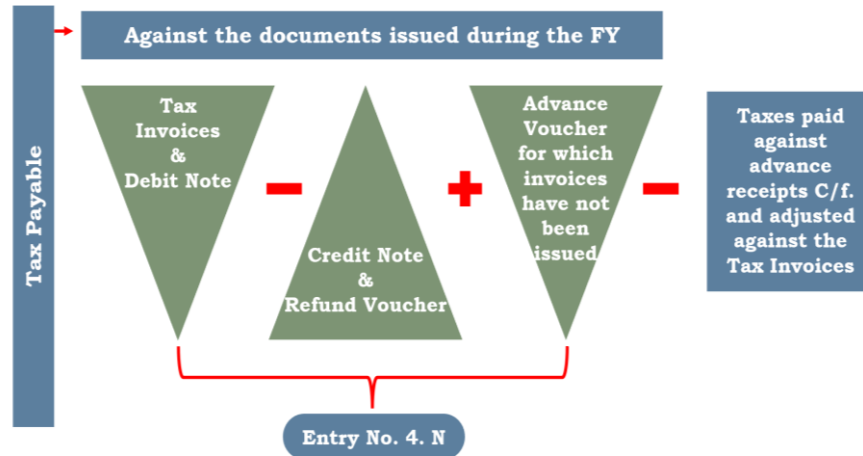 Tax Payable
Against the documents issued during the FY
Tax
Invoices
&
Debit Note
Credit Note
&
Refund Voucher
Advance
Voucher
for which
invoices
have not
been
issued
Taxes paid
against
advance
receipts C/f.
and adjusted
against the
Tax Invoices
Entry No. 4. N